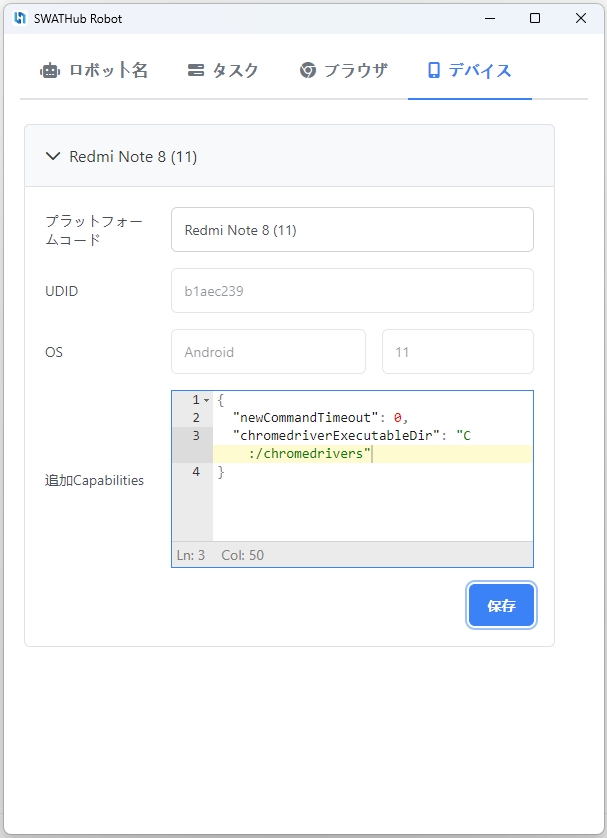 SWATHub Robot
ロボット名 タスク ブラウザ デバイス
Redmi Note 8 (11)
プラットフォー
ムコード
Redmi Note 8 (11)
UDID
b1aec239
OS
Android
11
追加Capabilities
1 {
2 "newCommandTimeout": 0,
3 "chromedriverExecutableDir": "C
:/chromedrivers"
4 }
Ln: 3 Col: 50
保存